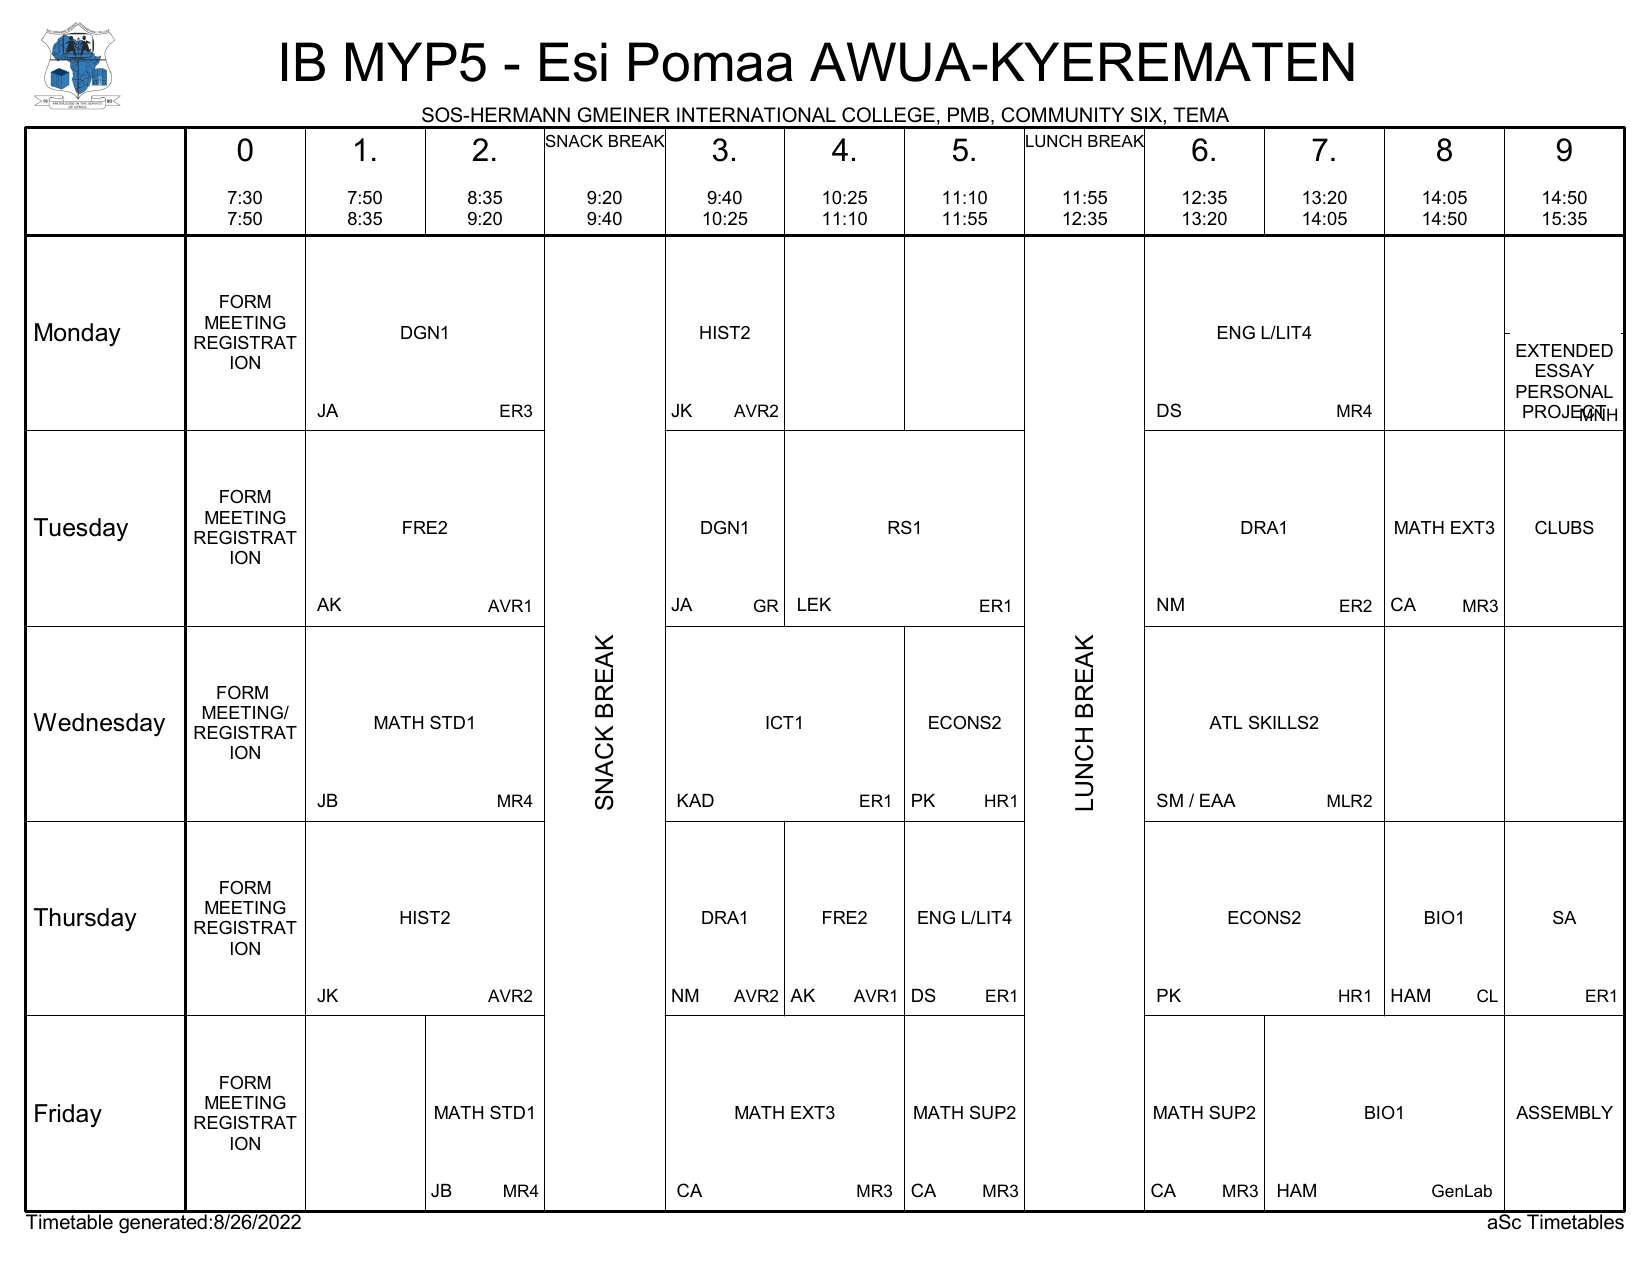 IB MYP5 - Esi Pomaa AWUA-KYEREMATEN
SOS-HERMANN GMEINER INTERNATIONAL COLLEGE, PMB, COMMUNITY SIX, TEMA
0 1. 2. SNACK BREAK 3. 4. 5. LUNCH BREAK 6. 7. 8 9
7:30 7:50 8:35 9:20 9:40 10:25 11:10 11:55 12:35 13:20 14:05 14:50
7:50 8:35 9:20 9:40 10:25 11:10 11:55 12:35 13:20 14:05 14:50 15:35
SNACK BREAK
LUNCH BREAK
Monday
FORM
MEETING
REGISTRAT
ION
DGN1
JA ER3
HIST2
JK AVR2
ENG L/LIT4
DS MR4
EXTENDED
ESSAY
PERSONAL
PROJECT
MNH
Tuesday
FORM
MEETING
REGISTRAT
ION
FRE2
AK AVR1
DGN1
JA GR
RS1
LEK ER1
DRA1
NM ER2
MATH EXT3
CA MR3
CLUBS
Wednesday
FORM
MEETING/
REGISTRAT
ION
MATH STD1
JB MR4
ICT1
KAD ER1
ECONS2
PK HR1
ATL SKILLS2
SM / EAA MLR2
Thursday
FORM
MEETING
REGISTRAT
ION
HIST2
JK AVR2
DRA1
NM AVR2
FRE2
AK AVR1
ENG L/LIT4
DS ER1
ECONS2
PK HR1
BIO1
HAM CL
SA
ER1
Friday
FORM
MEETING
REGISTRAT
ION
MATH STD1
JB MR4
MATH EXT3
CA MR3
MATH SUP2
CA MR3
MATH SUP2
CA MR3
BIO1
HAM GenLab
ASSEMBLY
Timetable generated:8/26/2022
aSc Timetables